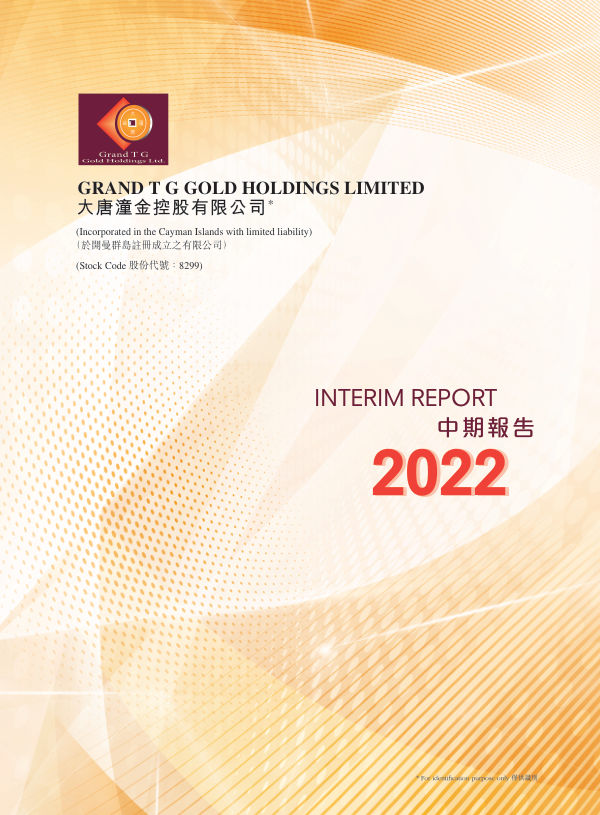 Grand T G
Gold Holdings Ltd.
GRAND T G GOLD HOLDINGS LIMITED
大唐潼金控股有限公司*
(Incorporated in the Cayman Islands with limited liability)
(於開曼群島註冊成立之有限公司)
(Stock Code 股份代號：8299)
INTERIM REPORT
中期報告
2022
* For identification purpose only 僅供識別